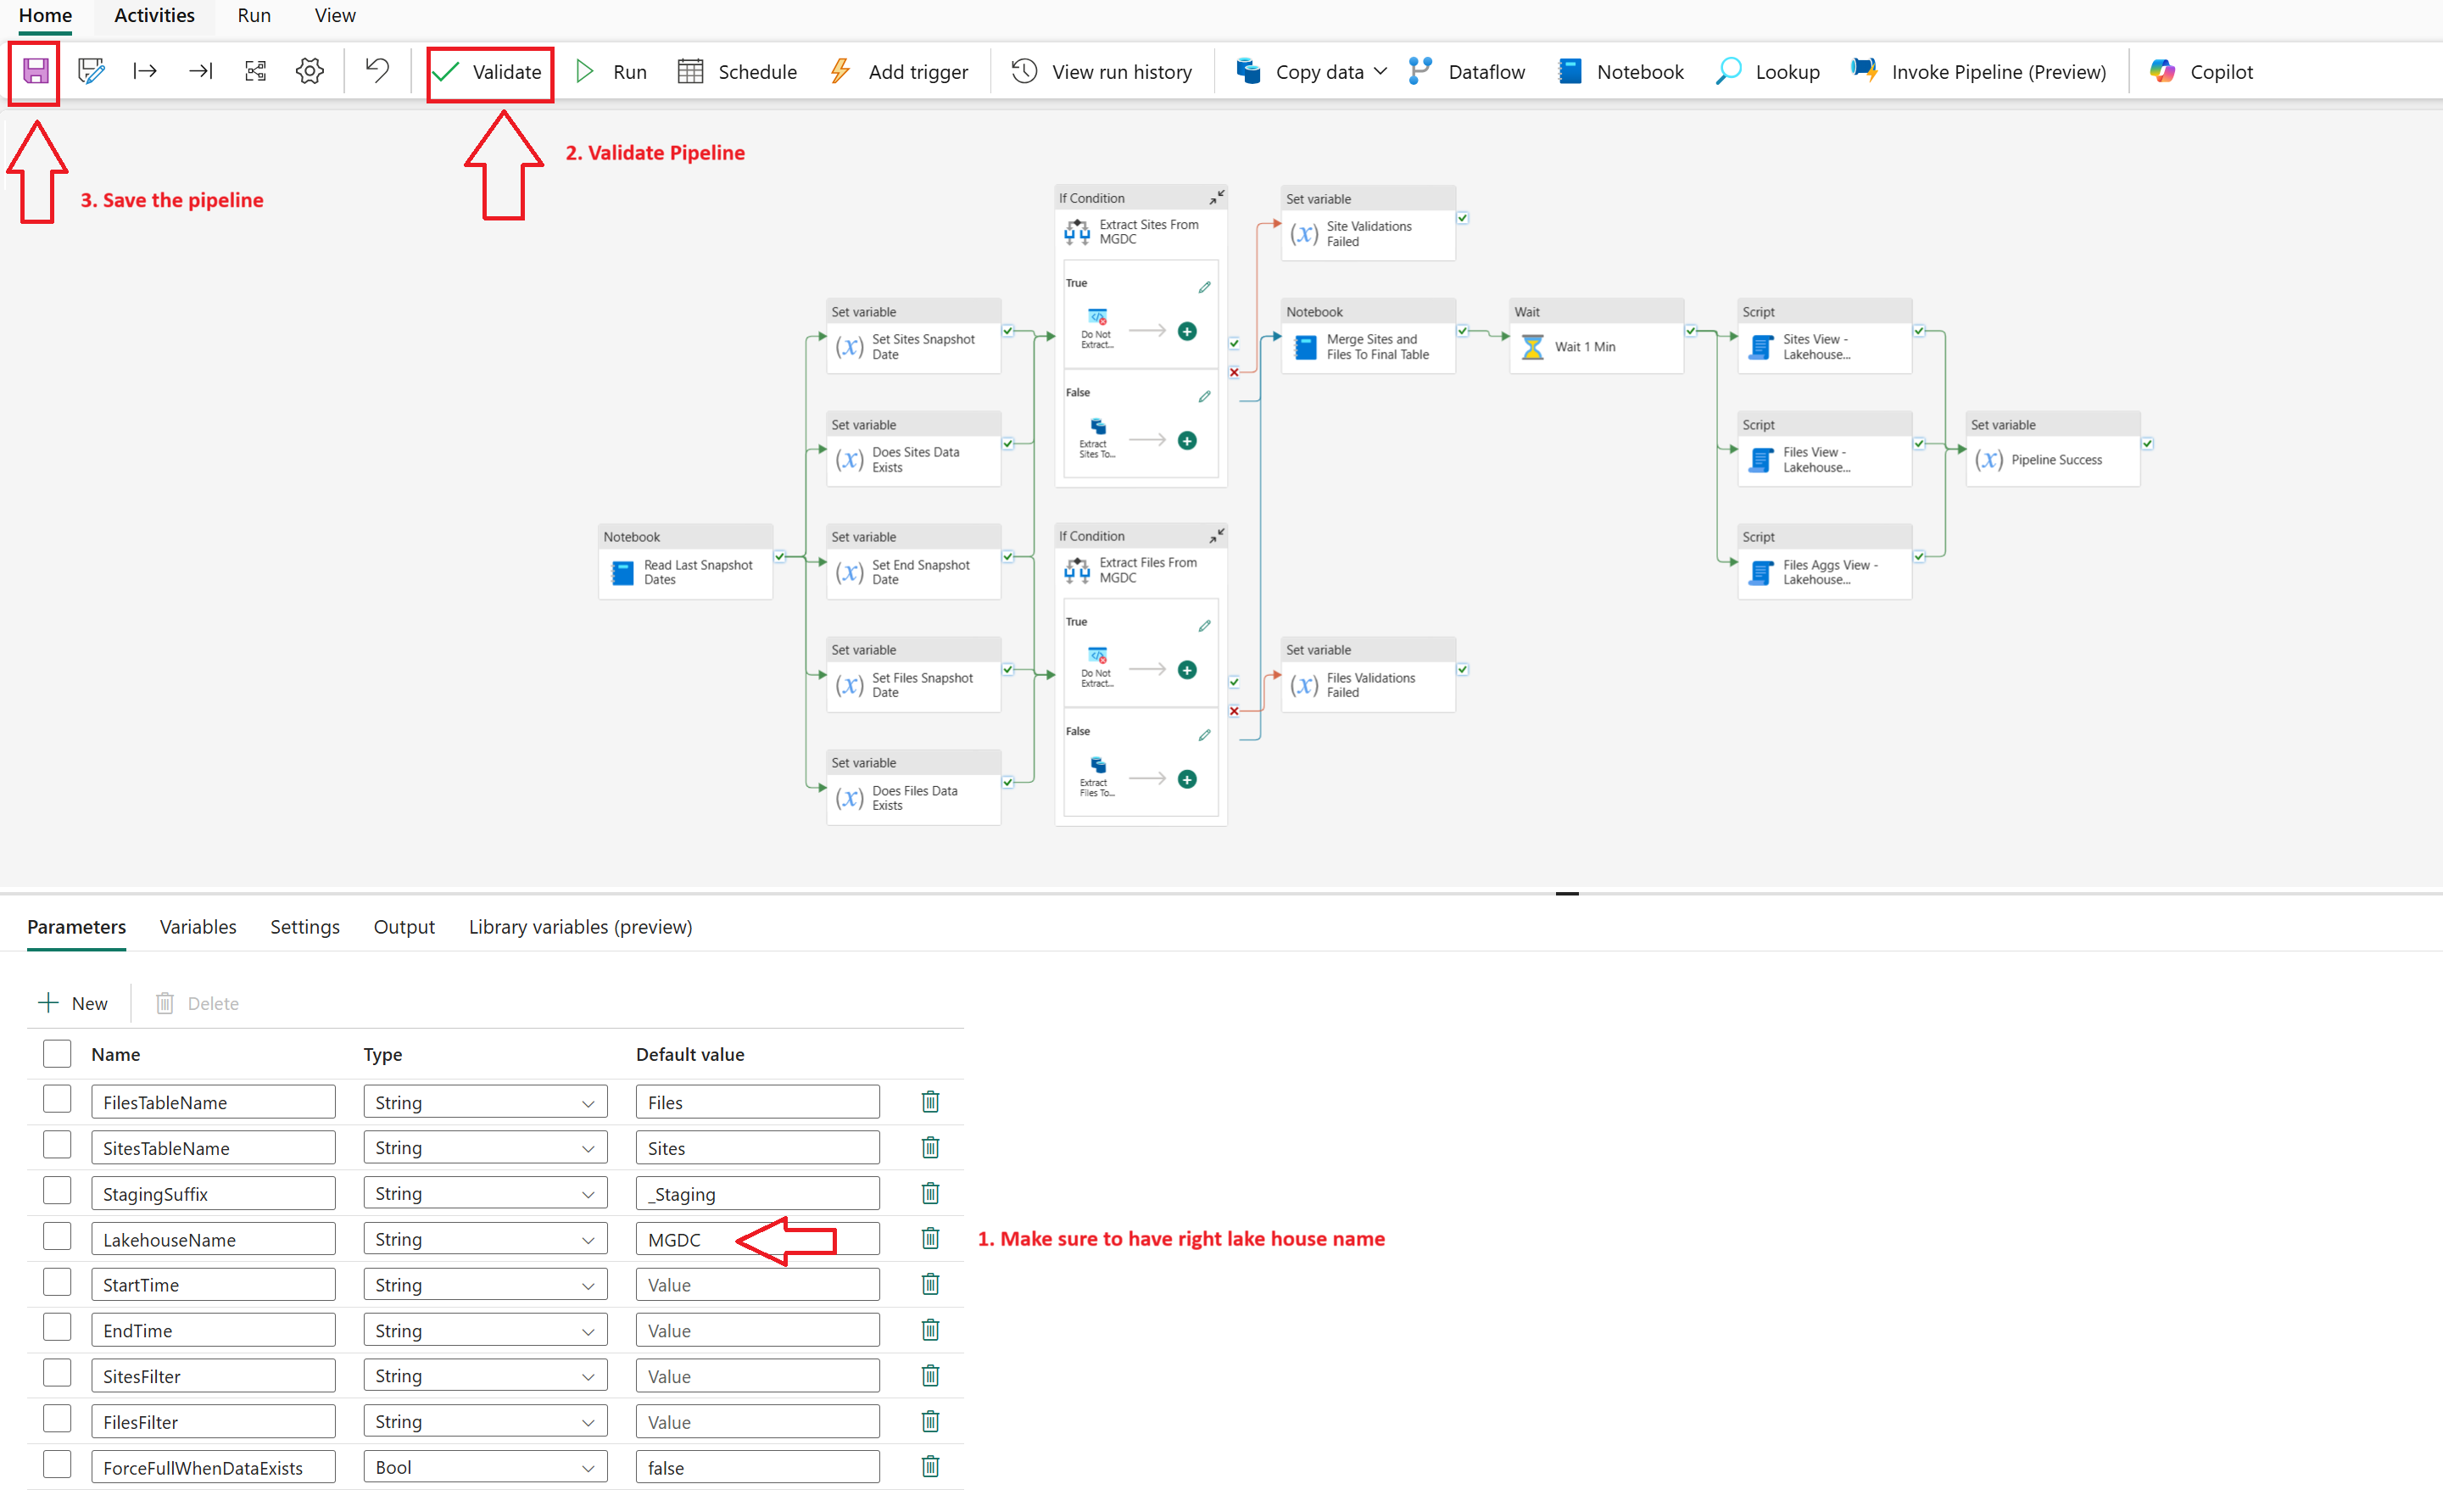 Home Activities Run View
Validate Run Schedule Add trigger View run history Copy data Dataflow Notebook Lookup Invoke Pipeline (Preview) Copilot
2. Validate Pipeline
3. Save the pipeline
If Condition
Extract Sites From
MGDC
True
Do Not
Extract...
False
Extract
Sites To...
Set variable
Site Validations
Failed
Set variable
(x) Set Sites Snapshot
Date
Notebook
Merge Sites and
Files To Final Table
Wait
Wait 1 Min
Script
Sites View -
Lakehouse...
Set variable
(x) Does Sites Data
Exists
Script
Files View -
Lakehouse...
Set variable
(x) Pipeline Success
Notebook
Read Last Snapshot
Dates
Set variable
(x) Set End Snapshot
Date
If Condition
Extract Files From
MGDC
True
Do Not
Extract...
False
Extract
Files To...
Script
Files Aggs View -
Lakehouse...
Set variable
(x) Set Files Snapshot
Date
Set variable
(x) Files Validations
Failed
Set variable
(x) Does Files Data
Exists
Parameters Variables Settings Output Library variables (preview)
New Delete
Name Type Default value
FilesTableName String Files
SitesTableName String Sites
StagingSuffix String _Staging
LakehouseName String MGDC
1. Make sure to have right lake house name
StartTime String Value
EndTime String Value
SitesFilter String Value
FilesFilter String Value
ForceFullWhenDataExists Bool false